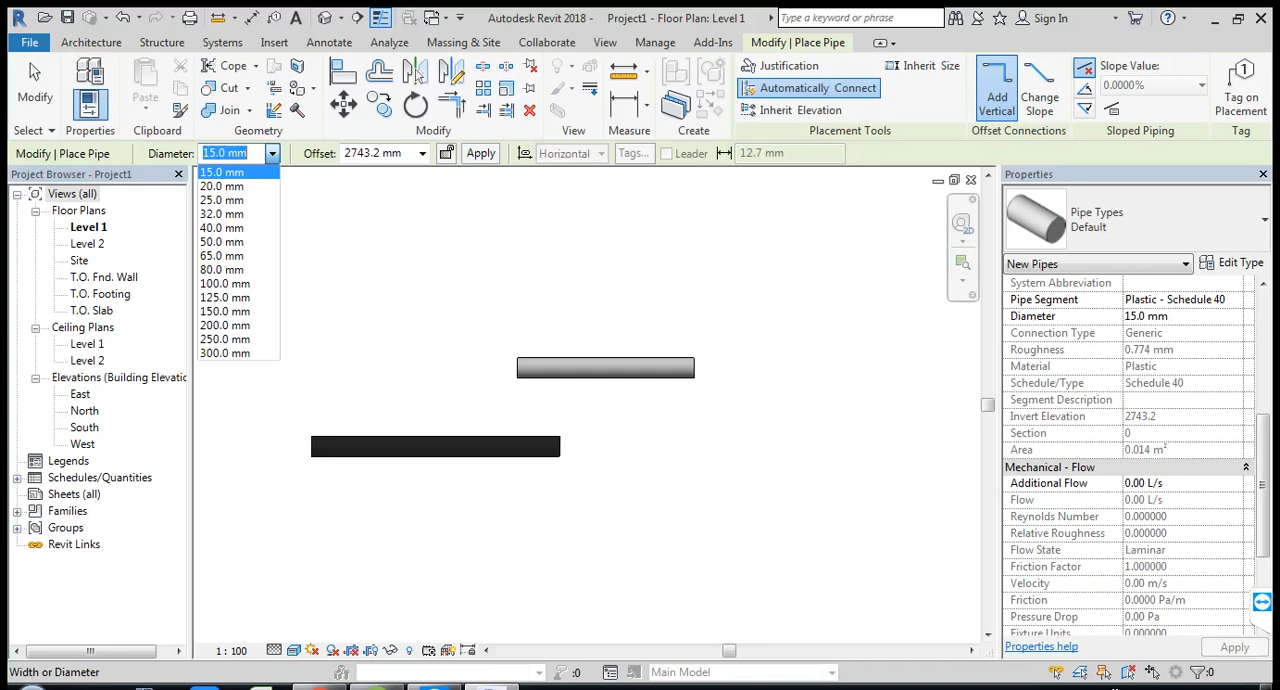 Autodesk Revit 2018 - Project1 - Floor Plan: Level 1
Type a keyword or phrase
Sign In
File Architecture Structure Systems Insert Annotate Analyze Massing & Site Collaborate View Manage Add-Ins Modify | Place Pipe
Modify
Select
Properties
Paste
Clipboard
Cope
Cut
Join
Geometry
Modify
View
Measure
Create
Justification
Automatically Connect
Inherit Elevation
Inherit Size
Placement Tools
Add Vertical
Change Slope
Offset Connections
Slope Value:
0.0000%
Sloped Piping
Tag on Placement
Tag
Modify | Place Pipe Diameter: 15.0 mm Offset: 2743.2 mm Apply Horizontal Tags... Leader 12.7 mm
Project Browser - Project1
Views (all)
Floor Plans
Level 1
Level 2
Site
T.O. Fnd. Wall
T.O. Footing
T.O. Slab
Ceiling Plans
Level 1
Level 2
Elevations (Building Elevatio
East
North
South
West
Legends
Schedules/Quantities
Sheets (all)
Families
Groups
Revit Links
15.0 mm
20.0 mm
25.0 mm
32.0 mm
40.0 mm
50.0 mm
65.0 mm
80.0 mm
100.0 mm
125.0 mm
150.0 mm
200.0 mm
250.0 mm
300.0 mm
2D
Properties
Pipe Types
Default
New Pipes Edit Type
System Abbreviation
Pipe Segment Plastic - Schedule 40
Diameter 15.0 mm
Connection Type Generic
Roughness 0.774 mm
Material Plastic
Schedule/Type Schedule 40
Segment Description
Invert Elevation 2743.2
Section 0
Area 0.014 m²
Mechanical - Flow
Additional Flow 0.00 L/s
Flow 0.00 L/s
Reynolds Number 0.000000
Relative Roughness 0.000000
Flow State Laminar
Friction Factor 1.000000
Velocity 0.00 m/s
Friction 0.0000 Pa/m
Pressure Drop 0.00 Pa
Fixture Units 0.000000
Properties help Apply
1 : 100
Width or Diameter
:0
Main Model
:0